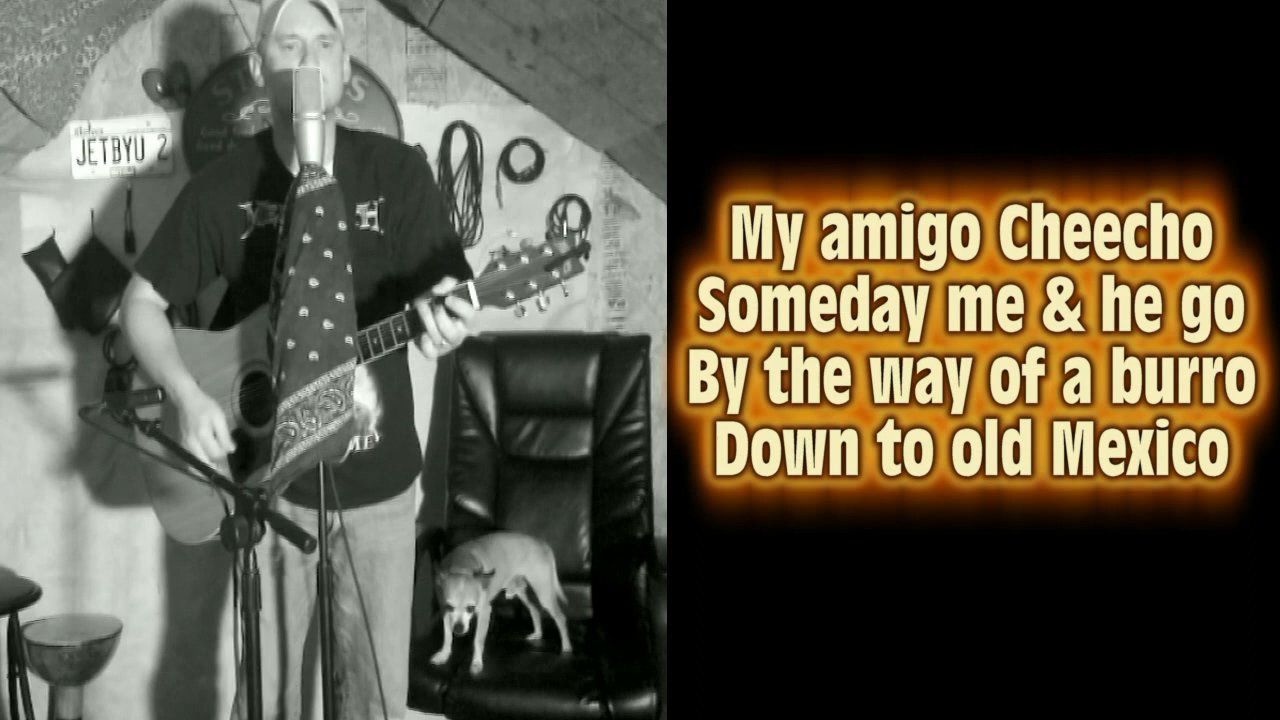 JETBYU 2
My amigo Cheecho
Someday me & he go
By the way of a burro
Down to old Mexico